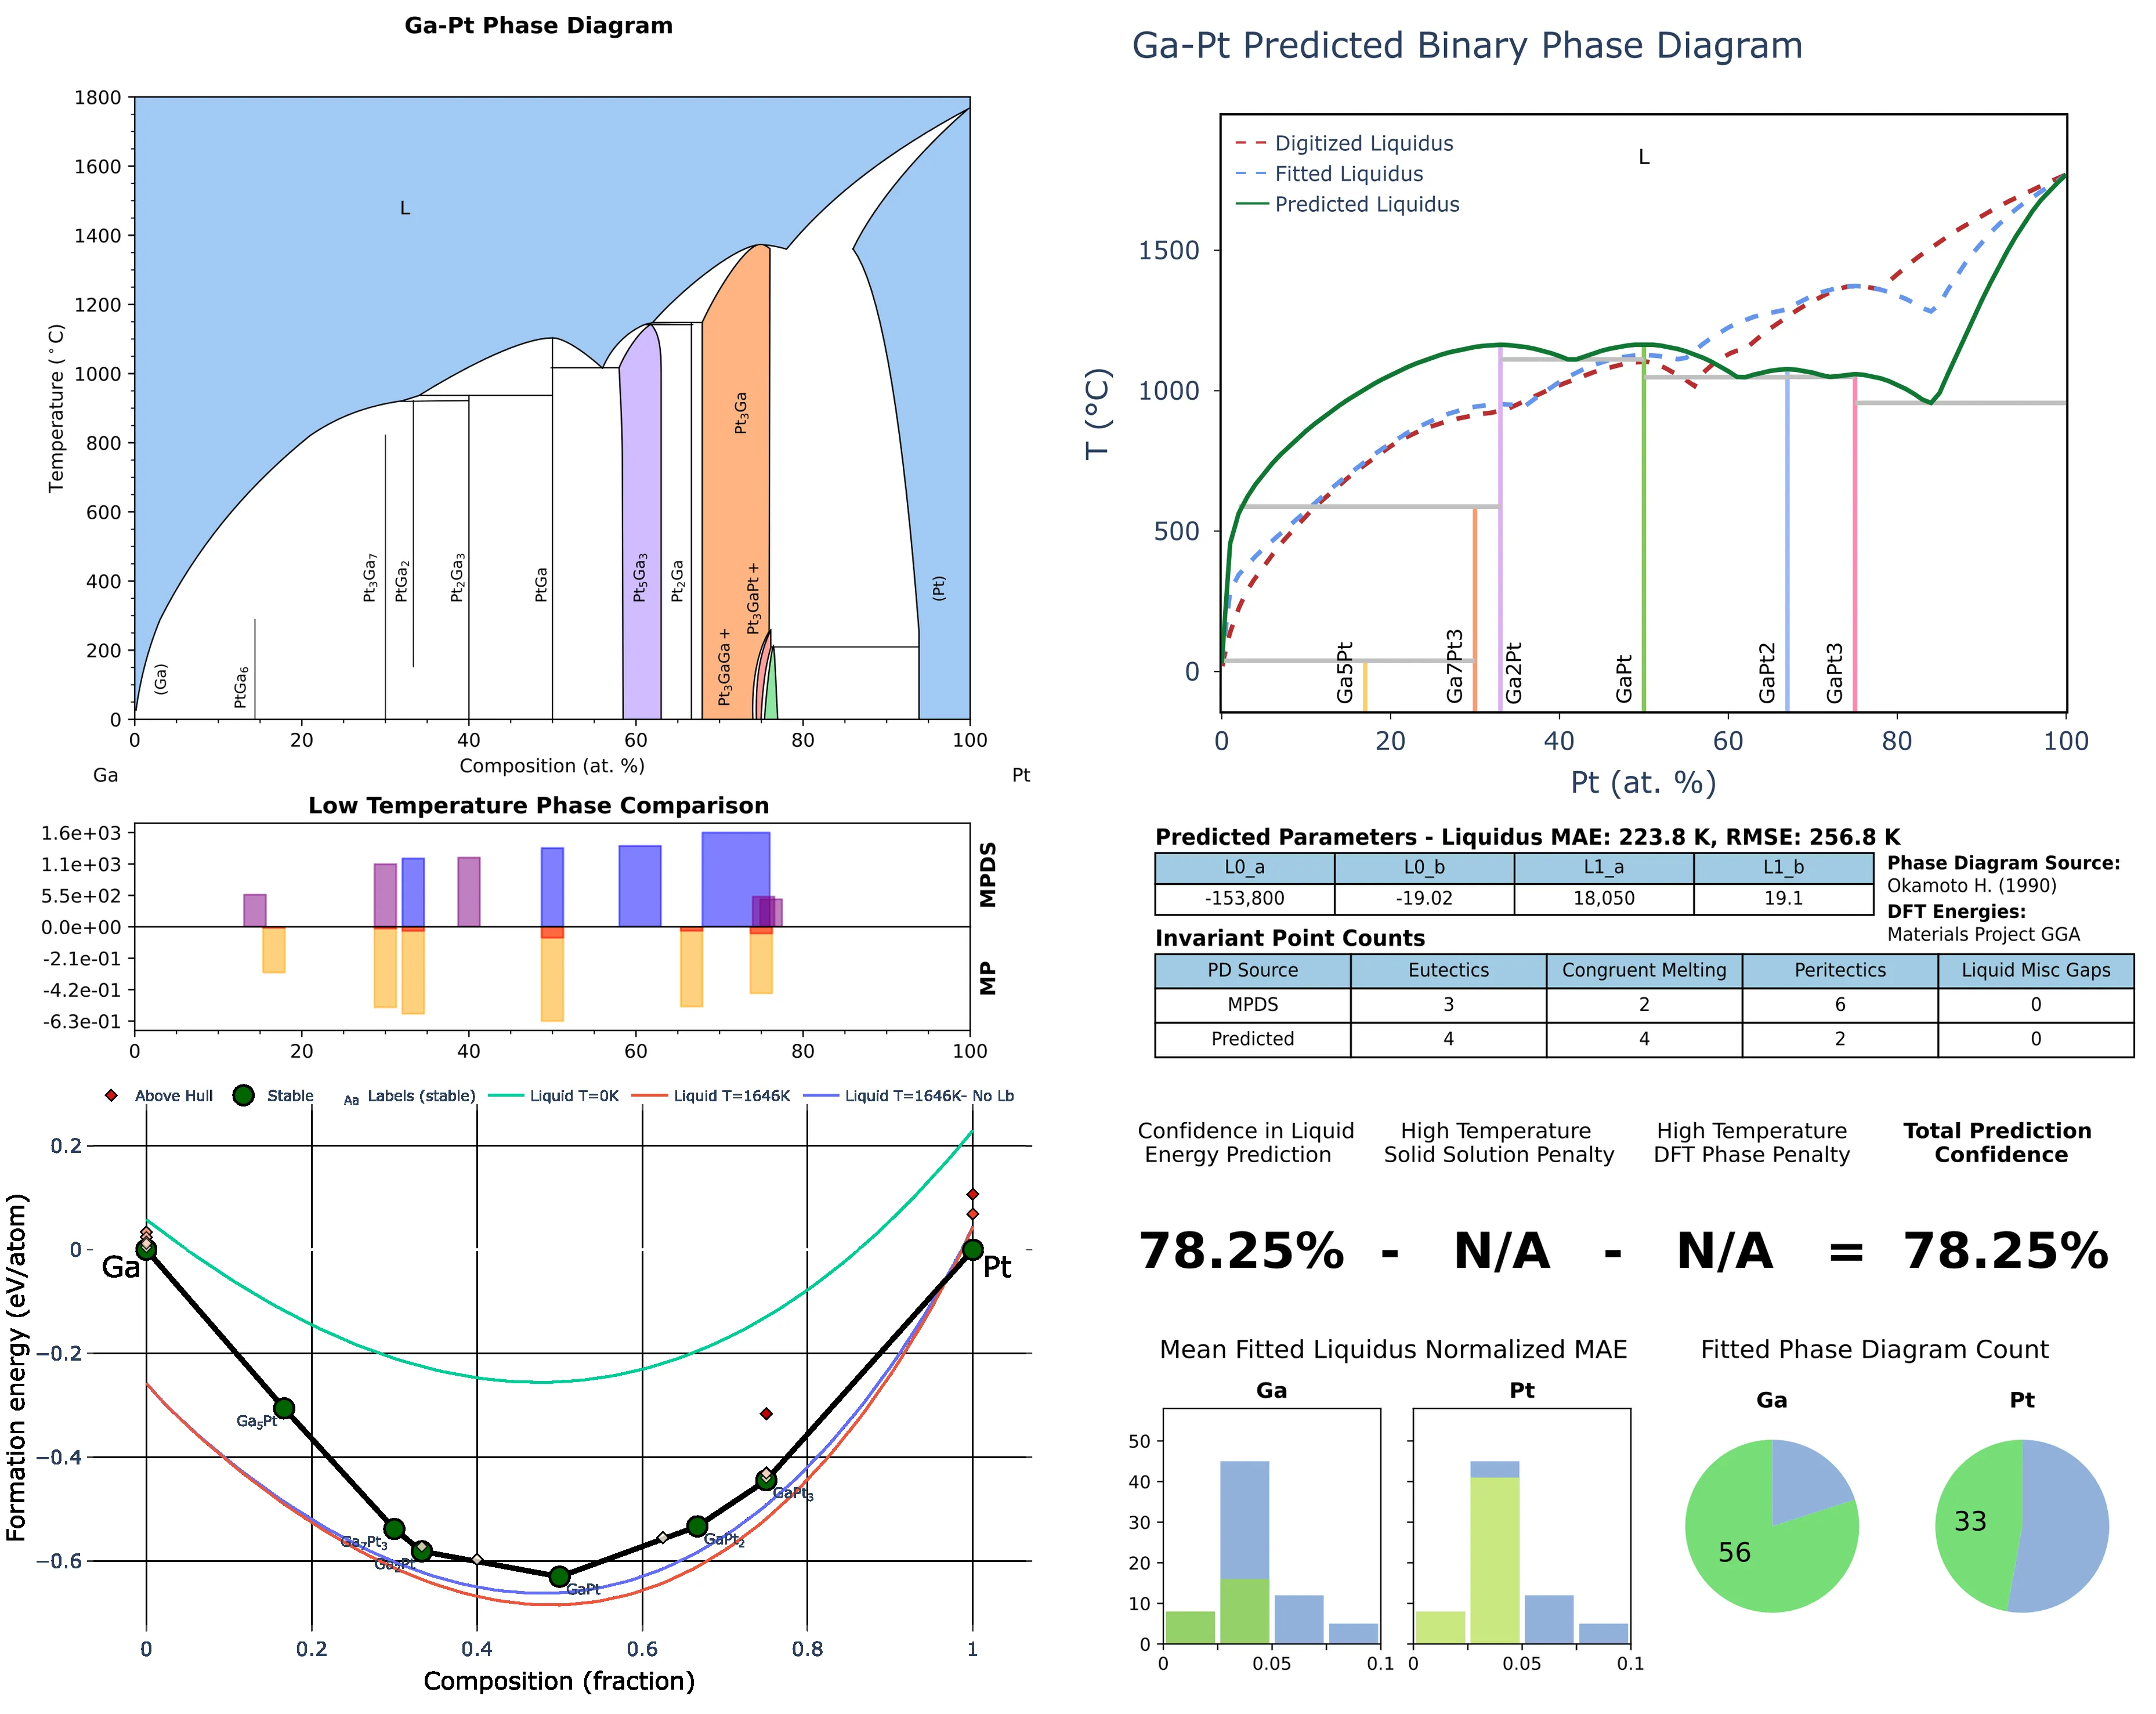 Ga-Pt Phase Diagram
1800
1600
1400
1200
1000
800
600
400
200
0
Temperature (°C)
L
(Ga)
PtGa6
Pt3Ga7
PtGa2
Pt2Ga3
PtGa
Pt5Ga3
Pt2Ga
Pt3GaGa +
Pt3Ga
Pt3GaPt +
(Pt)
0 20 40 60 80 100
Composition (at. %)
Ga Pt
Low Temperature Phase Comparison
1.6e+03
1.1e+03
5.5e+02
0.0e+00
-2.1e-01
-4.2e-01
-6.3e-01
MPDS
MP
0 20 40 60 80 100
Above Hull Stable Aa Labels (stable) Liquid T=0K Liquid T=1646K Liquid T=1646K- No Lb
0.2
0
−0.2
−0.4
−0.6
Formation energy (eV/atom)
Ga
Pt
Ga5Pt
Ga7Pt3
Ga2Pt
GaPt
GaPt2
GaPt3
0 0.2 0.4 0.6 0.8 1
Composition (fraction)
Ga-Pt Predicted Binary Phase Diagram
Digitized Liquidus
Fitted Liquidus
Predicted Liquidus
L
1500
1000
500
0
T (°C)
Ga5Pt
Ga7Pt3
Ga2Pt
GaPt
GaPt2
GaPt3
0 20 40 60 80 100
Pt (at. %)
Predicted Parameters - Liquidus MAE: 223.8 K, RMSE: 256.8 K
L0_a L0_b L1_a L1_b
-153,800 -19.02 18,050 19.1
Phase Diagram Source:
Okamoto H. (1990)
DFT Energies:
Materials Project GGA
Invariant Point Counts
PD Source Eutectics Congruent Melting Peritectics Liquid Misc Gaps
MPDS 3 2 6 0
Predicted 4 4 2 0
Confidence in Liquid
Energy Prediction
High Temperature
Solid Solution Penalty
High Temperature
DFT Phase Penalty
Total Prediction
Confidence
78.25% - N/A - N/A = 78.25%
Mean Fitted Liquidus Normalized MAE
Ga
Pt
50
40
30
20
10
0
0 0.05 0.1
0 0.05 0.1
Fitted Phase Diagram Count
Ga
Pt
56
33